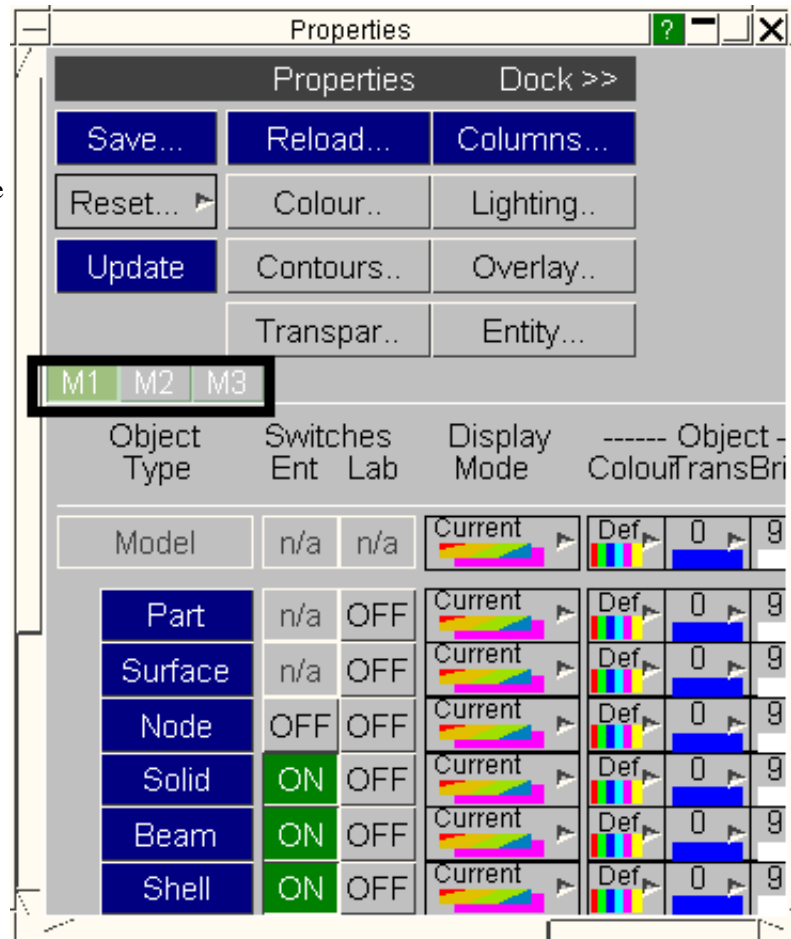 Properties ?
Properties Dock >>
Save... Reload... Columns...
e
Reset... Colour.. Lighting..
Update Contours.. Overlay..
Transpar.. Entity...
M1 M2 M3
Object Switches Display ------ Object -
Type Ent Lab Mode Colour Trans Bri
Model n/a n/a Current Def 0 9
Part n/a OFF Current Def 0 9
Surface n/a OFF Current Def 0 9
Node OFF OFF Current Def 0 9
Solid ON OFF Current Def 0 9
Beam ON OFF Current Def 0 9
Shell ON OFF Current Def 0 9